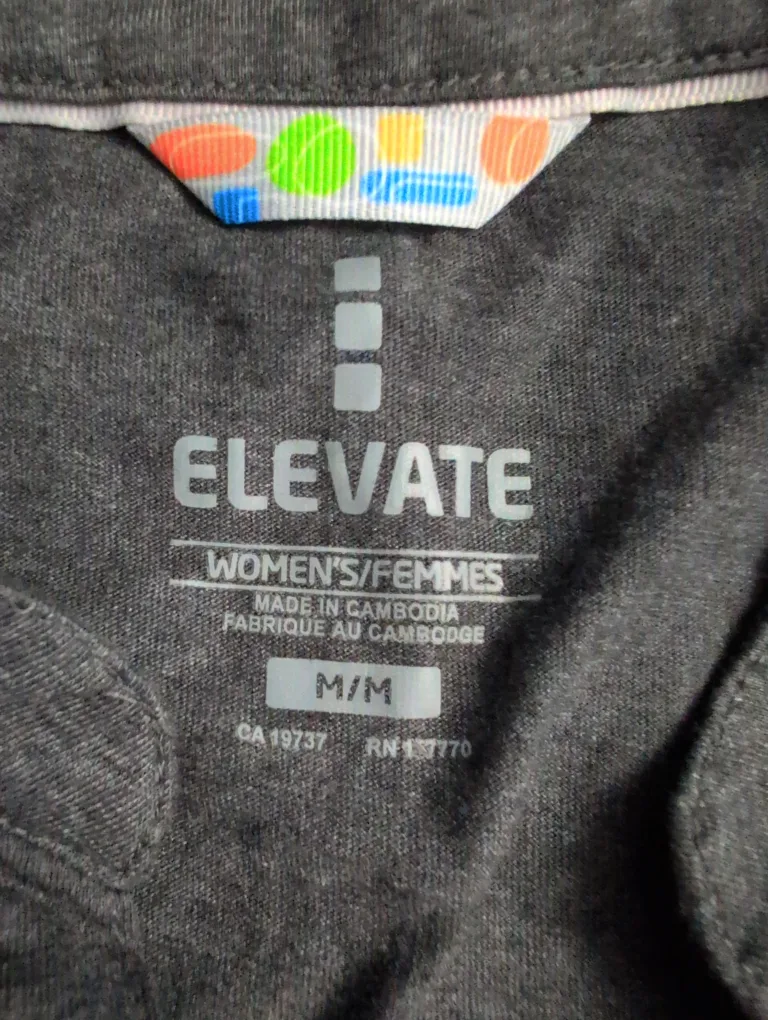 ELEVATE
WOMEN'S/FEMMES
MADE IN CAMBODIA
FABRIQUE AU CAMBODGE
M/M
CA 19737 RN